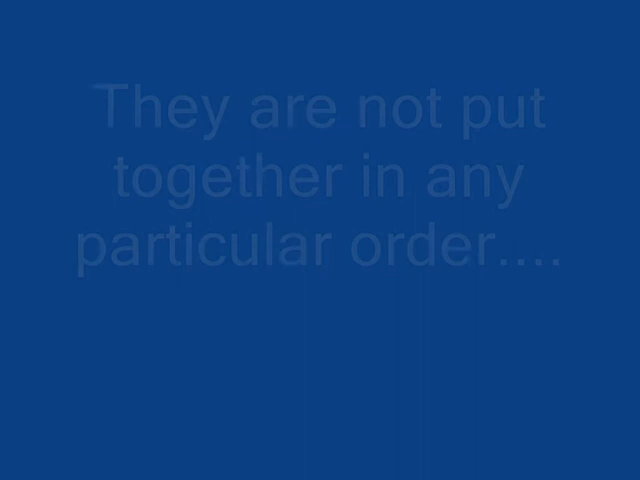 They are not put
together in any
particular order....